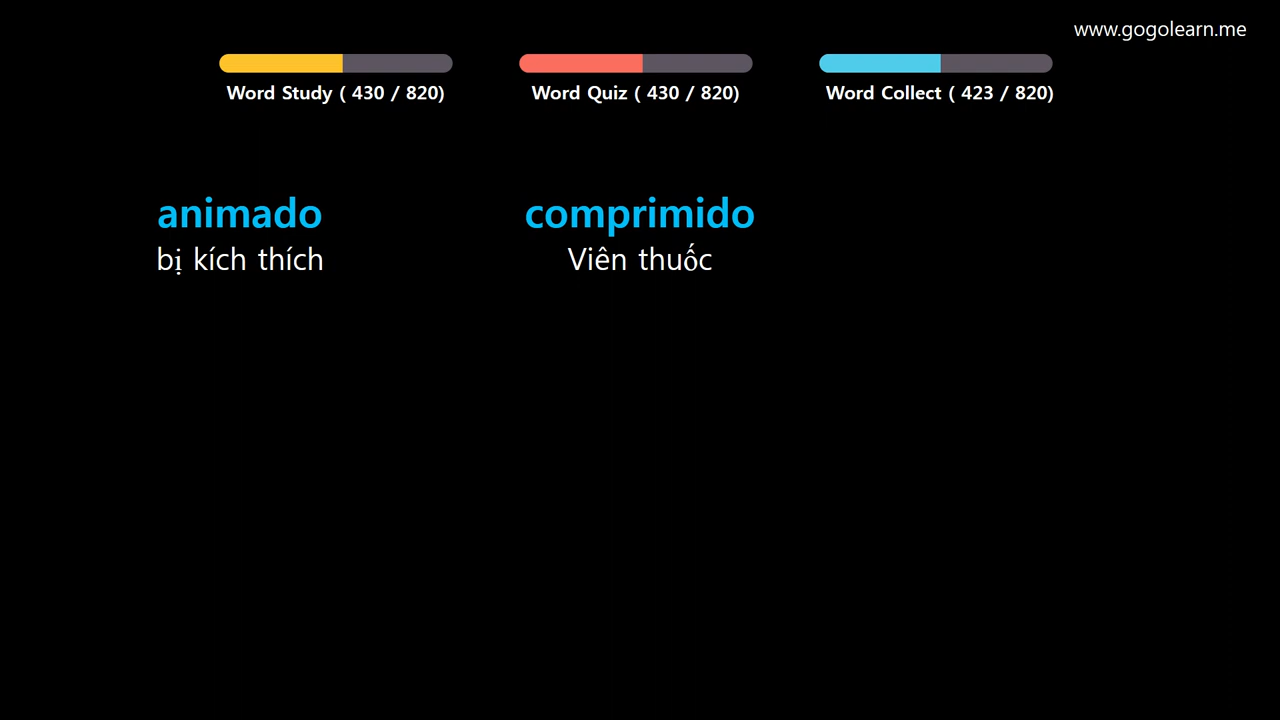 www.gogolearn.me
Word Study ( 430 / 820)
Word Quiz ( 430 / 820)
Word Collect ( 423 / 820)
animado
bị kích thích
comprimido
Viên thuốc